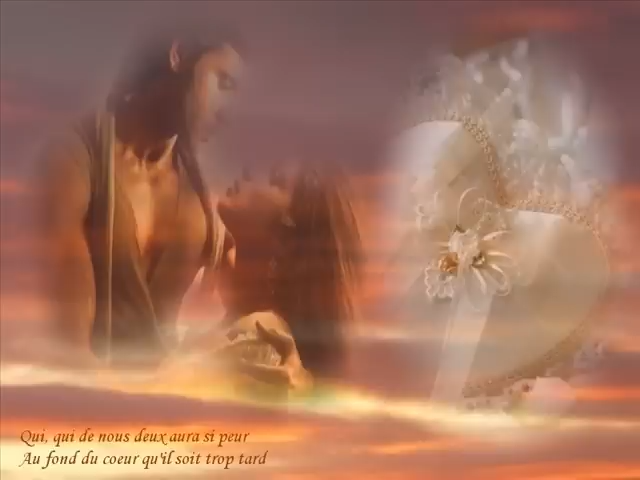 Qui, qui de nous deux aura si peur
Au fond du coeur qu'il soit trop tard